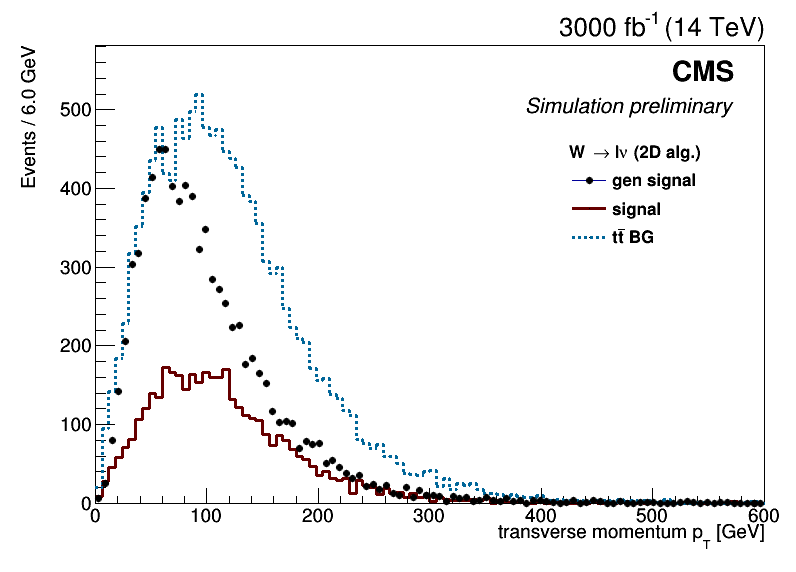 3000 fb-1 (14 TeV)
CMS
Simulation preliminary
W → lν (2D alg.)
gen signal
signal
tt̄ BG
Events / 6.0 GeV
500
400
300
200
100
0
0 100 200 300 400 500 600
transverse momentum pT [GeV]